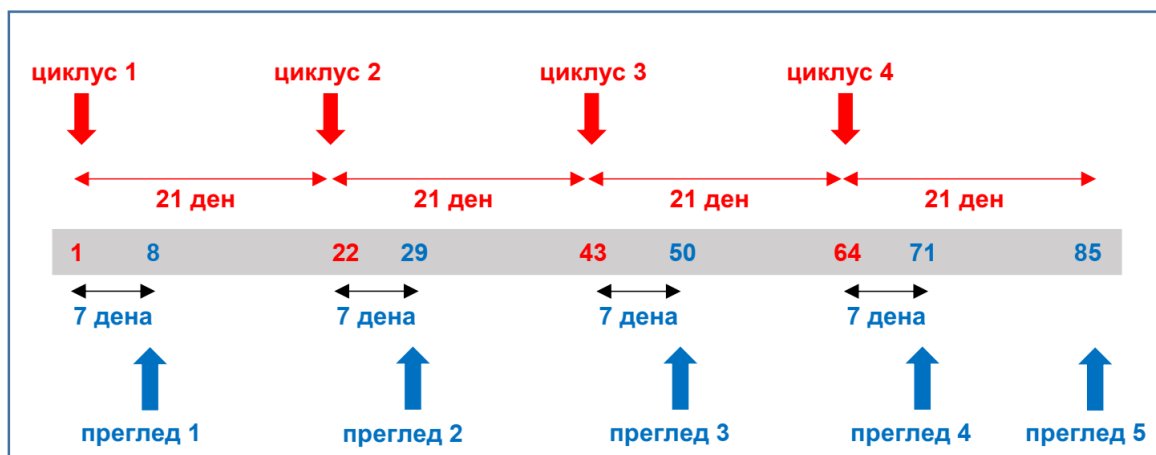 циклус 1 циклус 2 циклус 3 циклус 4
21 ден 21 ден 21 ден 21 ден
1 8 22 29 43 50 64 71 85
7 дена 7 дена 7 дена 7 дена
преглед 1 преглед 2 преглед 3 преглед 4 преглед 5